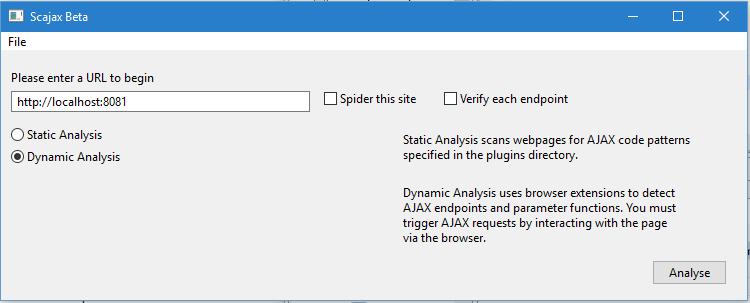 Scajax Beta
File
Please enter a URL to begin
http://localhost:8081
Spider this site
Verify each endpoint
Static Analysis
Dynamic Analysis
Static Analysis scans webpages for AJAX code patterns
specified in the plugins directory.
Dynamic Analysis uses browser extensions to detect
AJAX endpoints and parameter functions. You must
trigger AJAX requests by interacting with the page
via the browser.
Analyse